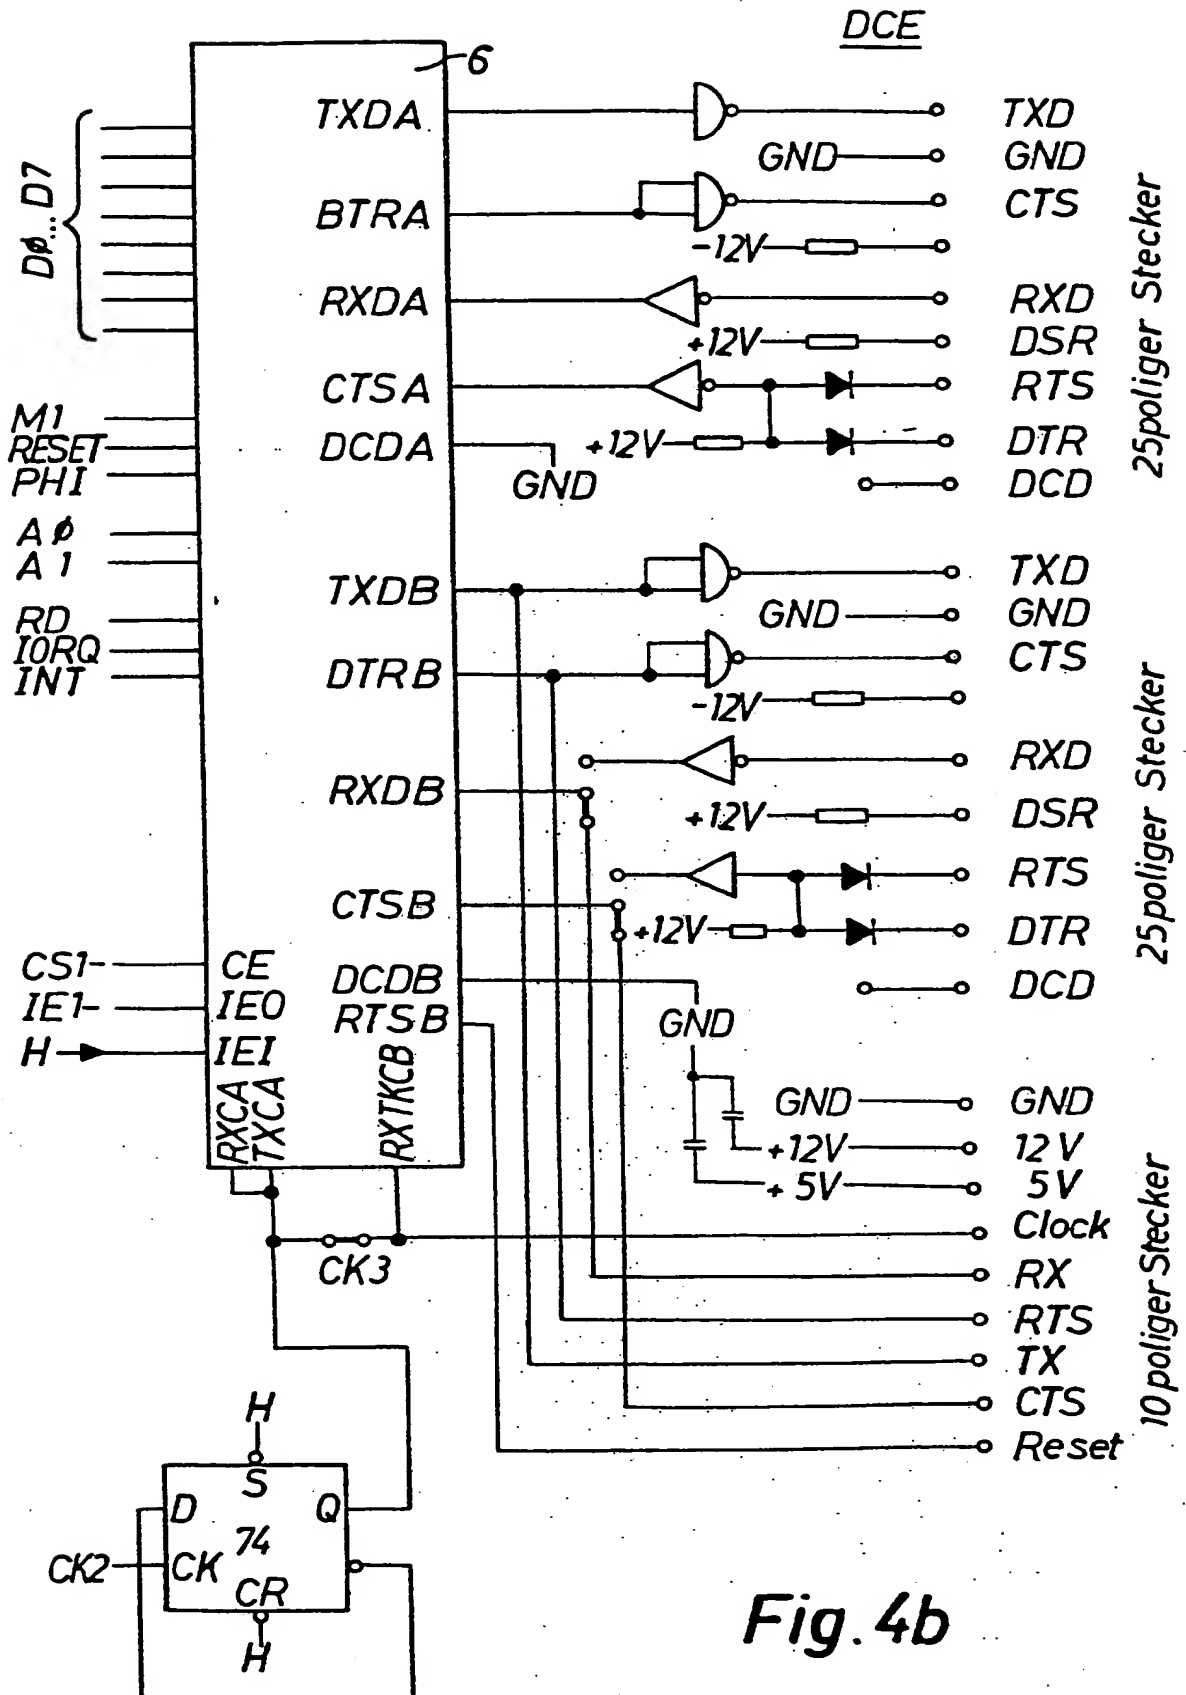 DCE
6
TXDA
TXD
GND
GND
BTRA
CTS
-12V
RXDA
RXD
+12V
DSR
CTSA
RTS
+12V
DTR
DCDA
GND
DCD
25poliger Stecker
DØ...D7
M1
RESET
PHI
AØ
A1
RD
IORQ
INT
TXDB
TXD
GND
GND
DTRB
CTS
-12V
RXD
RXDB
+12V
DSR
RTS
CTSB
+12V
DTR
DCDB
DCD
RTSB
GND
25poliger Stecker
CS1-
CE
IE1-
IEO
H
IEI
RXCA
TXCA
RXTKCB
GND
GND
+12V
12V
+5V
5V
Clock
CK3
RX
RTS
TX
CTS
Reset
10poliger Stecker
H
S
D
Q
74
CK2
CK
CR
H
Fig. 4b